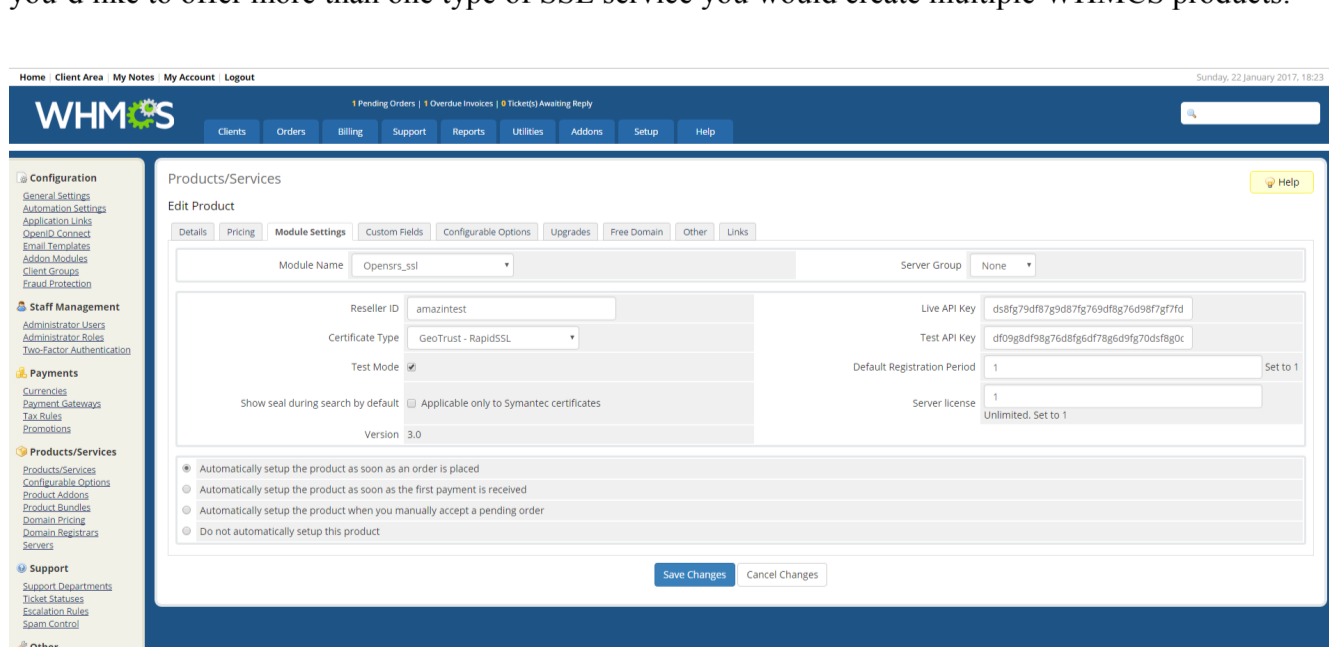 you'd like to offer more than one type of SSL service you would create multiple WHMCS products.
Home | Client Area | My Notes | My Account | Logout
Sunday, 22 January 2017, 18:23
WHMCS
1 Pending Orders | 1 Overdue Invoices | 0 Ticket(s) Awaiting Reply
Clients Orders Billing Support Reports Utilities Addons Setup Help
Configuration
General Settings
Automation Settings
Application Links
OpenID Connect
Email Templates
Addon Modules
Client Groups
Fraud Protection
Staff Management
Administrator Users
Administrator Roles
Two-Factor Authentication
Payments
Currencies
Payment Gateways
Tax Rules
Promotions
Products/Services
Products/Services
Configurable Options
Product Addons
Product Bundles
Domain Pricing
Domain Registrars
Servers
Support
Support Departments
Ticket Statuses
Escalation Rules
Spam Control
Other
Products/Services
Help
Edit Product
Details Pricing Module Settings Custom Fields Configurable Options Upgrades Free Domain Other Links
Module Name Opensrs_ssl Server Group None
Reseller ID amazintest Live API Key ds8fg79df87g9d87fg769df8g76d98f7gf7fd
Certificate Type GeoTrust - RapidSSL Test API Key df09g8df98g76d8fg6df78g6d9fg70dsf8g0c
Test Mode Default Registration Period 1 Set to 1
Show seal during search by default Applicable only to Symantec certificates Server license 1
Unlimited. Set to 1
Version 3.0
Automatically setup the product as soon as an order is placed
Automatically setup the product as soon as the first payment is received
Automatically setup the product when you manually accept a pending order
Do not automatically setup this product
Save Changes Cancel Changes